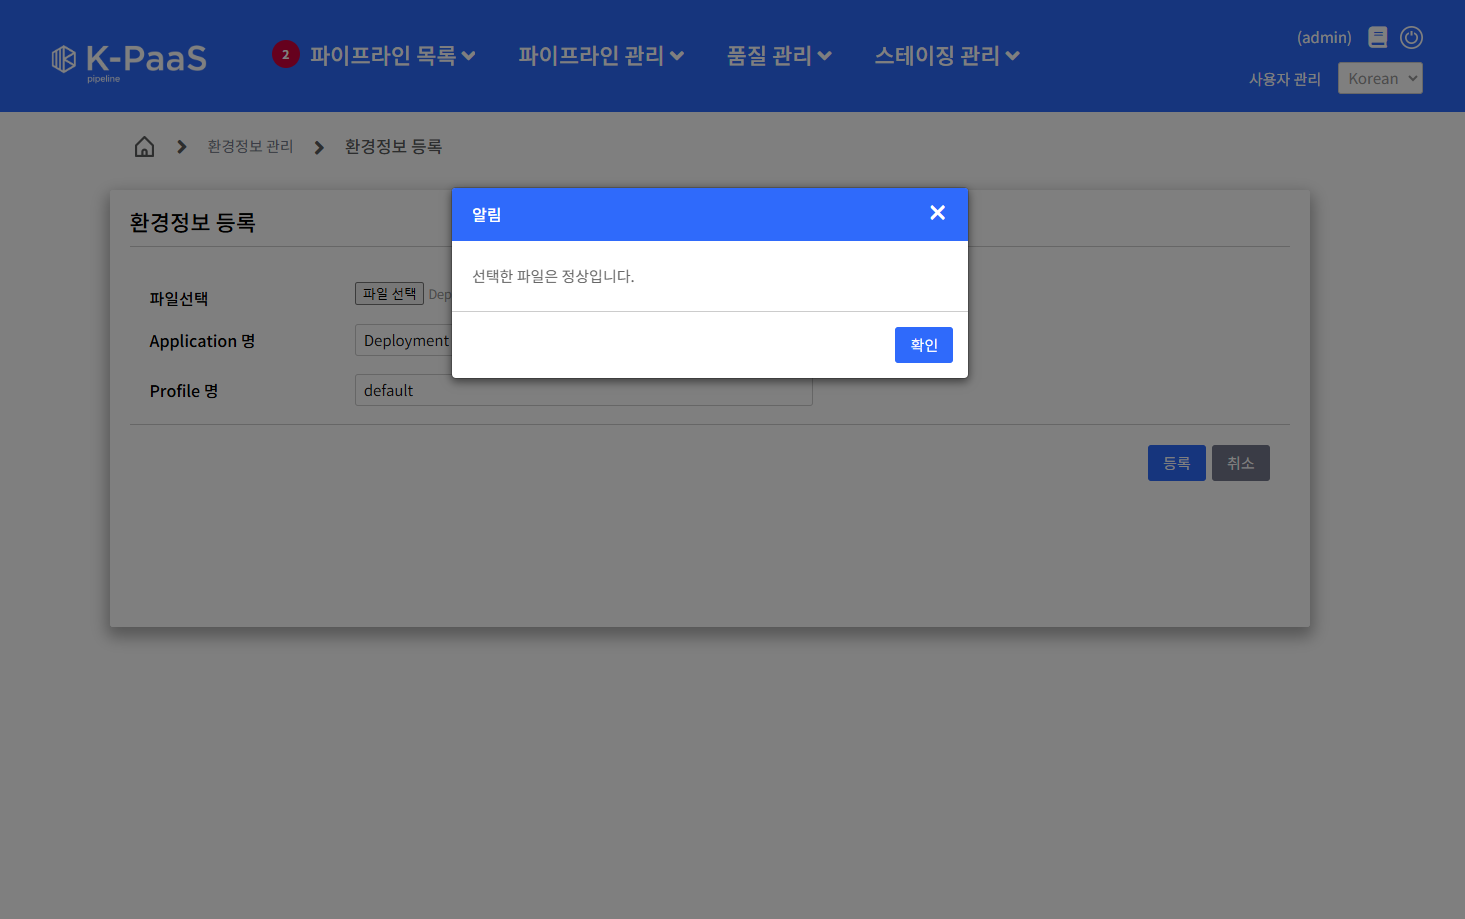 K-PaaS
pipeline
2 파이프라인 목록
파이프라인 관리
품질 관리
스테이징 관리
(admin)
사용자 관리
Korean
환경정보 관리
환경정보 등록
환경정보 등록
알림
선택한 파일은 정상입니다.
확인
파일선택
파일 선택 Dep
Application 명
Deployment
Profile 명
default
등록
취소